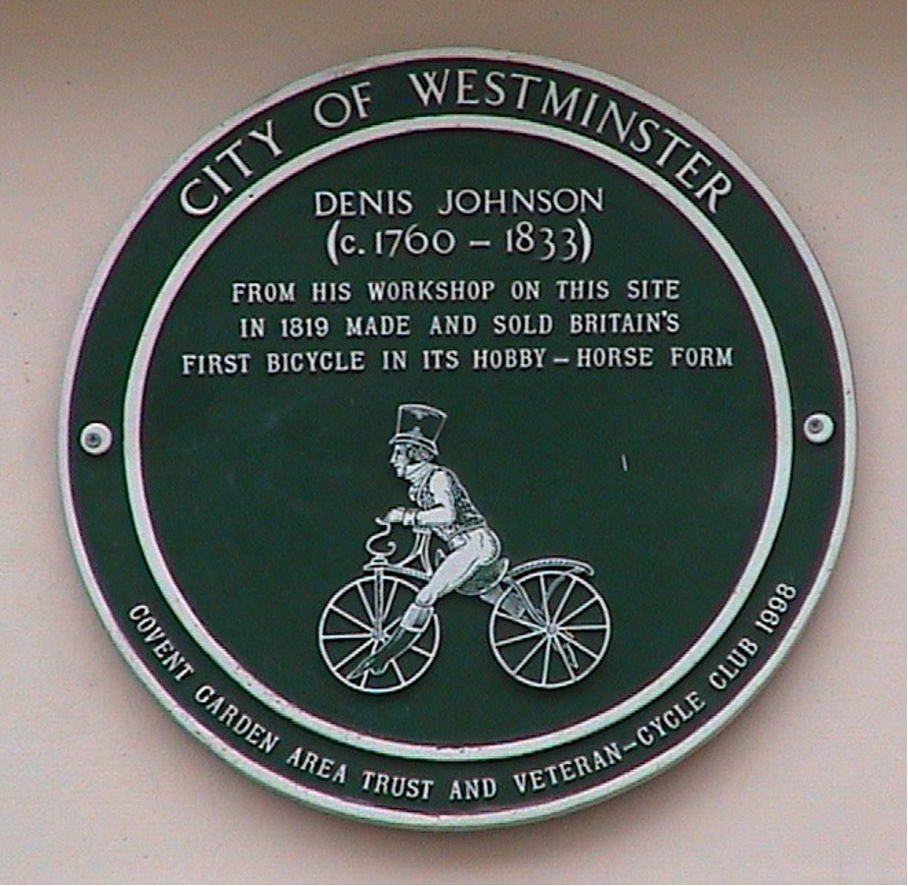 CITY OF WESTMINSTER
DENIS JOHNSON
(c. 1760 – 1833)
FROM HIS WORKSHOP ON THIS SITE
IN 1819 MADE AND SOLD BRITAIN'S
FIRST BICYCLE IN ITS HOBBY – HORSE FORM
COVENT GARDEN AREA TRUST AND VETERAN–CYCLE CLUB 1998